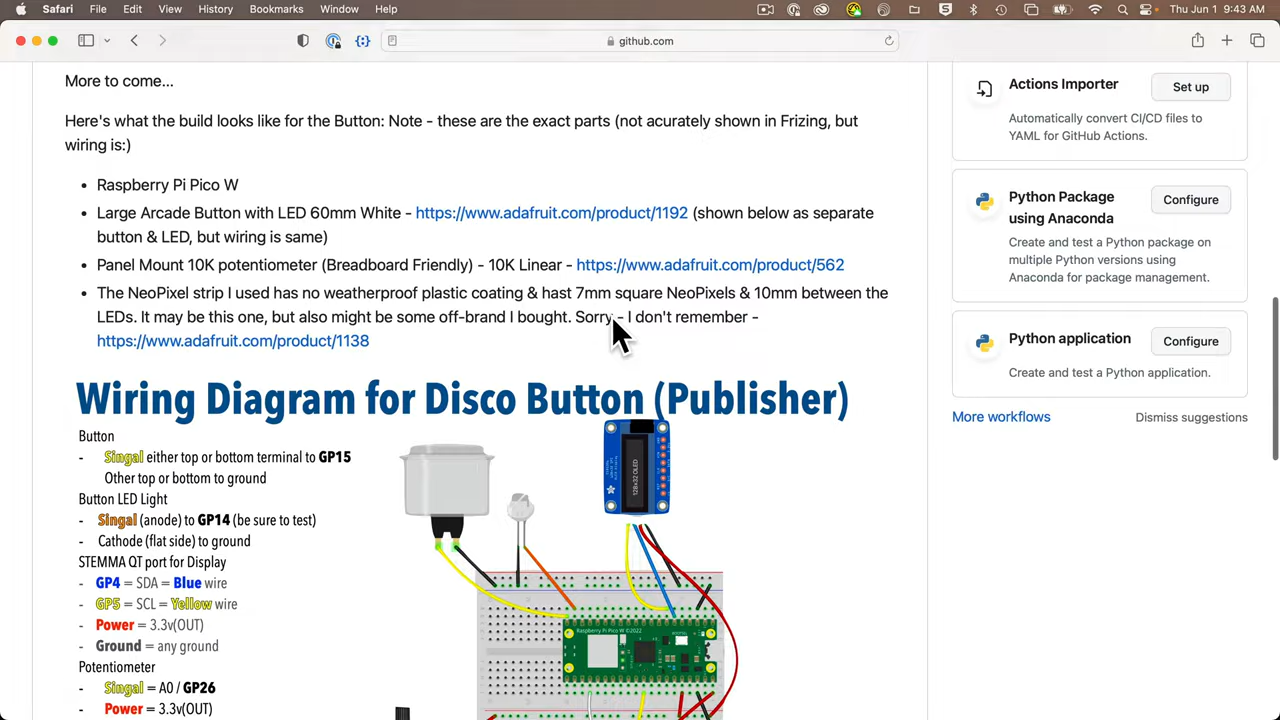 Safari File Edit View History Bookmarks Window Help Thu Jun 1 9:43 AM
github.com
More to come...
Here's what the build looks like for the Button: Note - these are the exact parts (not acurately shown in Frizing, but
wiring is:)
• Raspberry Pi Pico W
• Large Arcade Button with LED 60mm White - https://www.adafruit.com/product/1192 (shown below as separate
button & LED, but wiring is same)
• Panel Mount 10K potentiometer (Breadboard Friendly) - 10K Linear - https://www.adafruit.com/product/562
• The NeoPixel strip I used has no weatherproof plastic coating & hast 7mm square NeoPixels & 10mm between the
LEDs. It may be this one, but also might be some off-brand I bought. Sorry - I don't remember -
https://www.adafruit.com/product/1138
Wiring Diagram for Disco Button (Publisher)
Button
- Singal either top or bottom terminal to GP15
Other top or bottom to ground
Button LED Light
- Singal (anode) to GP14 (be sure to test)
- Cathode (flat side) to ground
STEMMA QT port for Display
- GP4 = SDA = Blue wire
- GP5 = SCL = Yellow wire
- Power = 3.3v(OUT)
- Ground = any ground
Potentiometer
- Singal = A0 / GP26
- Power = 3.3v(OUT)
128x32 OLED
Raspberry Pi Pico W ©2022
Actions Importer
Set up
Automatically convert CI/CD files to
YAML for GitHub Actions.
Python Package
using Anaconda
Configure
Create and test a Python package on
multiple Python versions using
Anaconda for package management.
Python application
Configure
Create and test a Python application.
More workflows
Dismiss suggestions